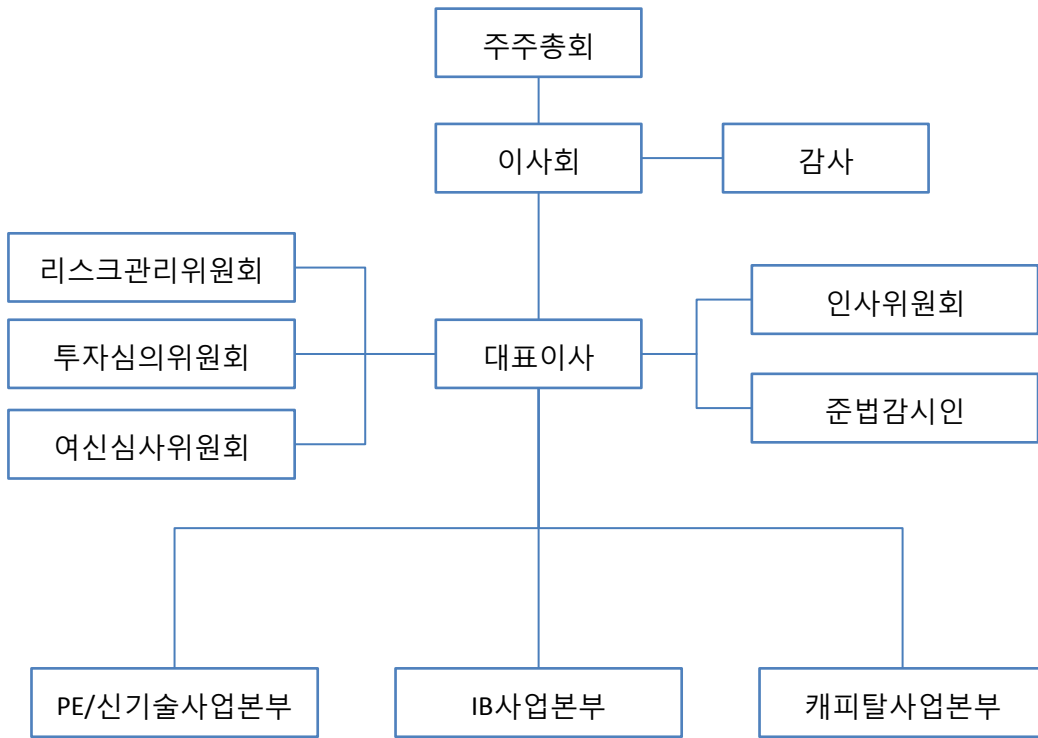 주주총회
이사회
감사
리스크관리위원회
인사위원회
투자심의위원회
대표이사
준법감시인
여신심사위원회
PE/신기술사업본부
IB사업본부
캐피탈사업본부